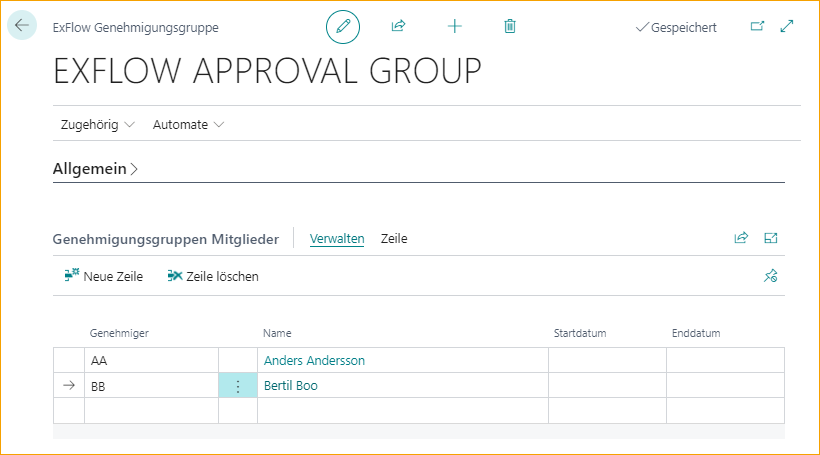 ExFlow Genehmigungsgruppe
Gespeichert
EXFLOW APPROVAL GROUP
Zugehörig Automate
Allgemein
Genehmigungsgruppen Mitglieder Verwalten Zeile
Neue Zeile Zeile löschen
Genehmiger Name Startdatum Enddatum
AA Anders Andersson
BB Bertil Boo